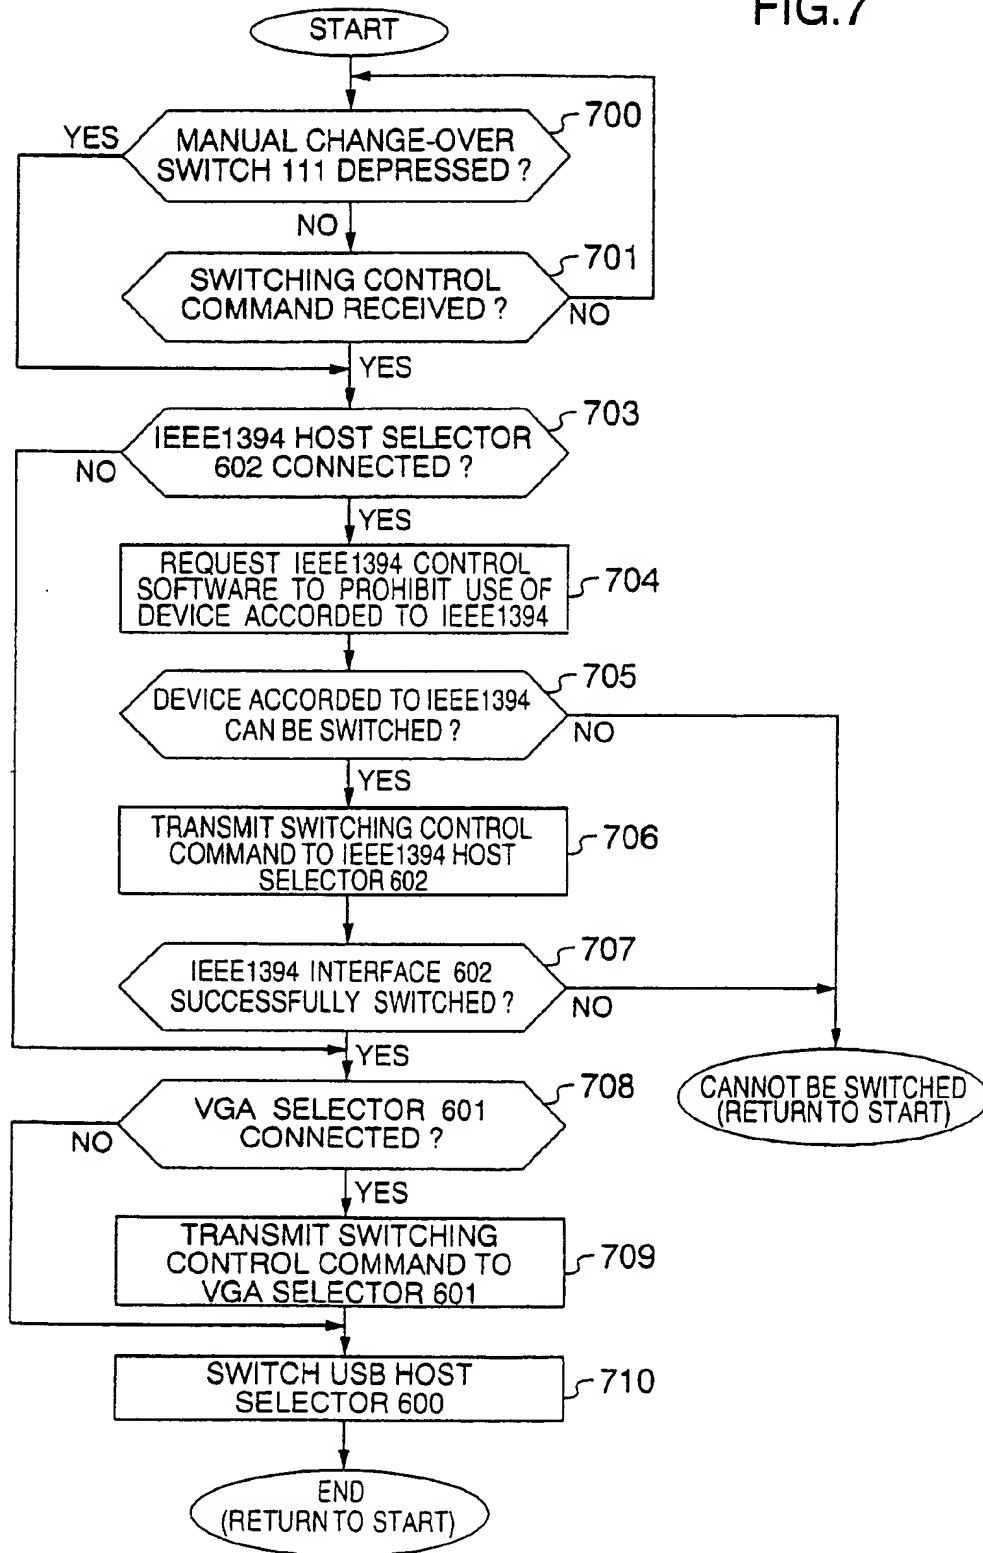 FIG.7
START
700
YES
MANUAL CHANGE-OVER
SWITCH 111 DEPRESSED ?
NO
701
SWITCHING CONTROL
COMMAND RECEIVED ?
NO
YES
703
IEEE1394 HOST SELECTOR
602 CONNECTED ?
NO
YES
REQUEST IEEE1394 CONTROL
SOFTWARE TO PROHIBIT USE OF
DEVICE ACCORDED TO IEEE1394
704
705
DEVICE ACCORDED TO IEEE1394
CAN BE SWITCHED ?
NO
YES
TRANSMIT SWITCHING CONTROL
COMMAND TO IEEE1394 HOST
SELECTOR 602
706
707
IEEE1394 INTERFACE 602
SUCCESSFULLY SWITCHED ?
NO
YES
CANNOT BE SWITCHED
(RETURN TO START)
708
VGA SELECTOR 601
CONNECTED ?
NO
YES
TRANSMIT SWITCHING
CONTROL COMMAND TO
VGA SELECTOR 601
709
SWITCH USB HOST
SELECTOR 600
710
END
(RETURN TO START)